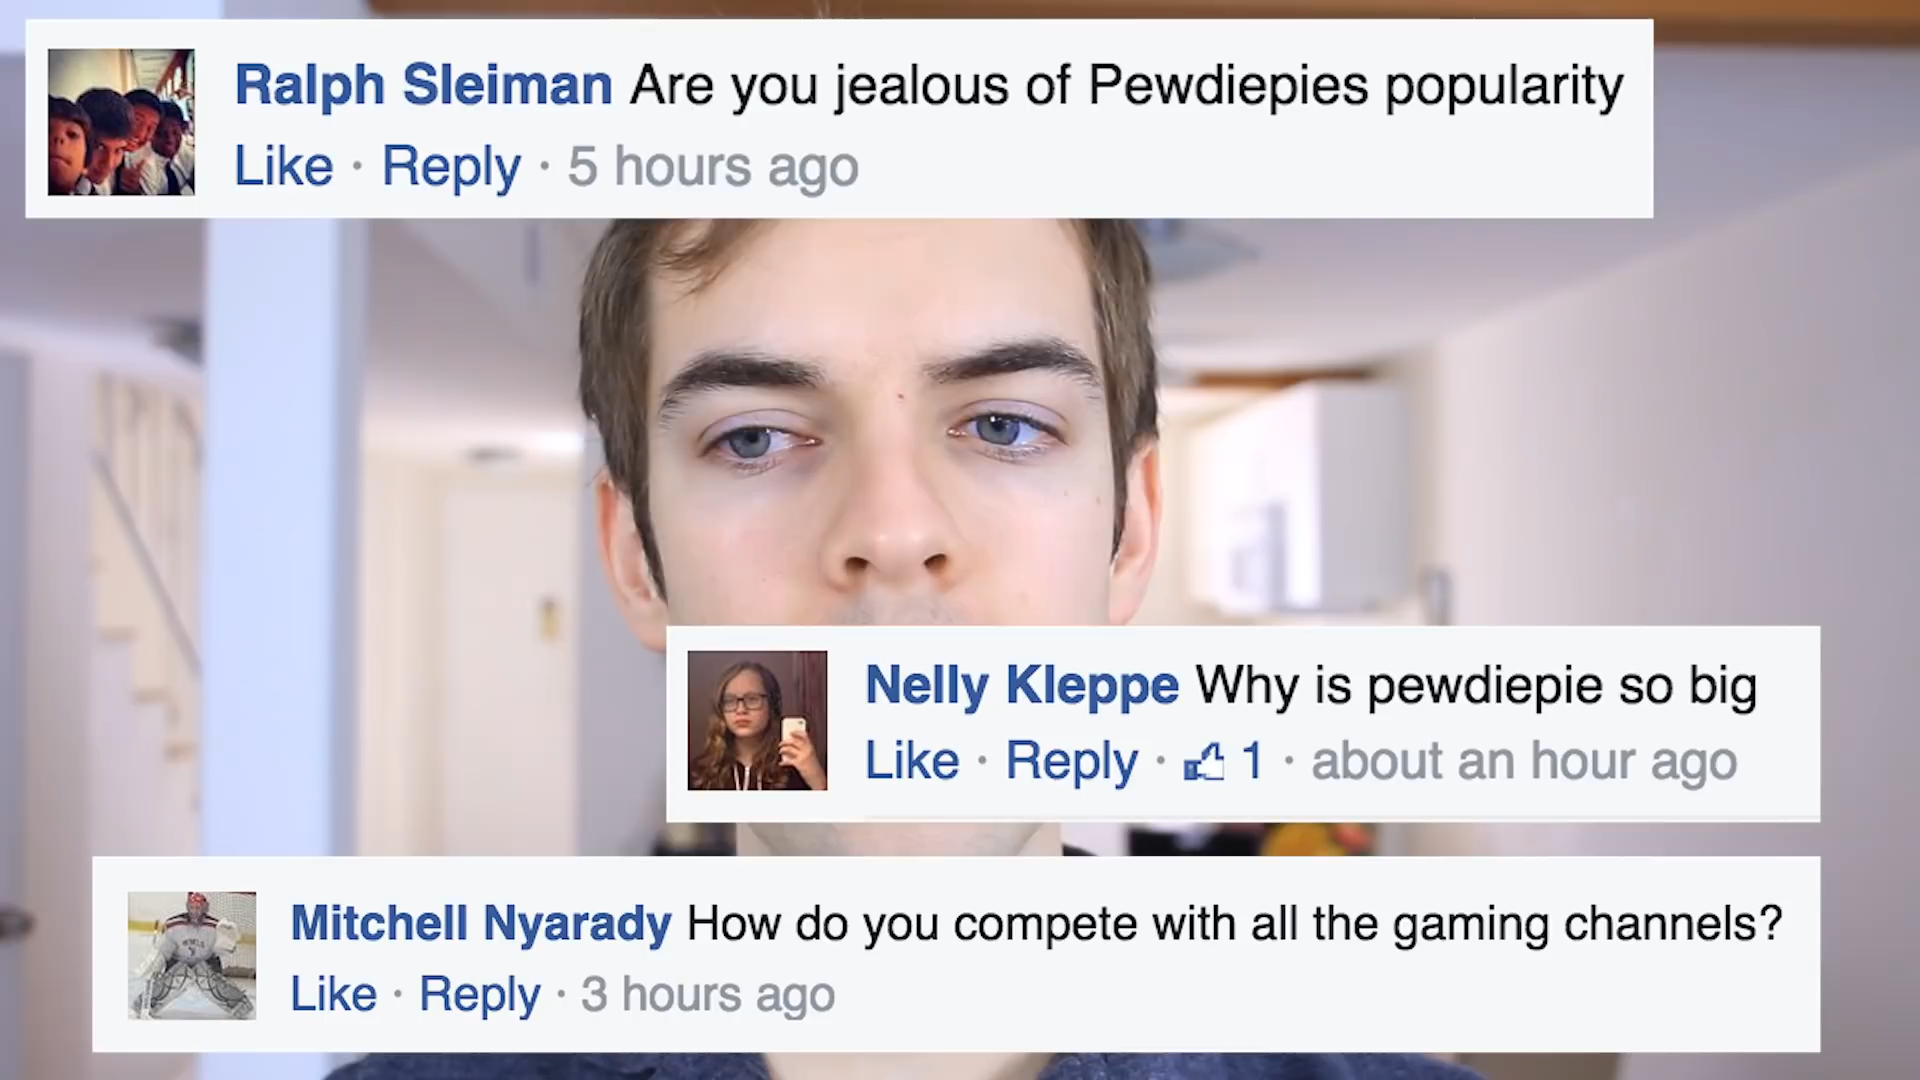 Ralph Sleiman Are you jealous of Pewdiepies popularity
Like · Reply · 5 hours ago
Nelly Kleppe Why is pewdiepie so big
Like · Reply · 1 · about an hour ago
Mitchell Nyarady How do you compete with all the gaming channels?
Like · Reply · 3 hours ago